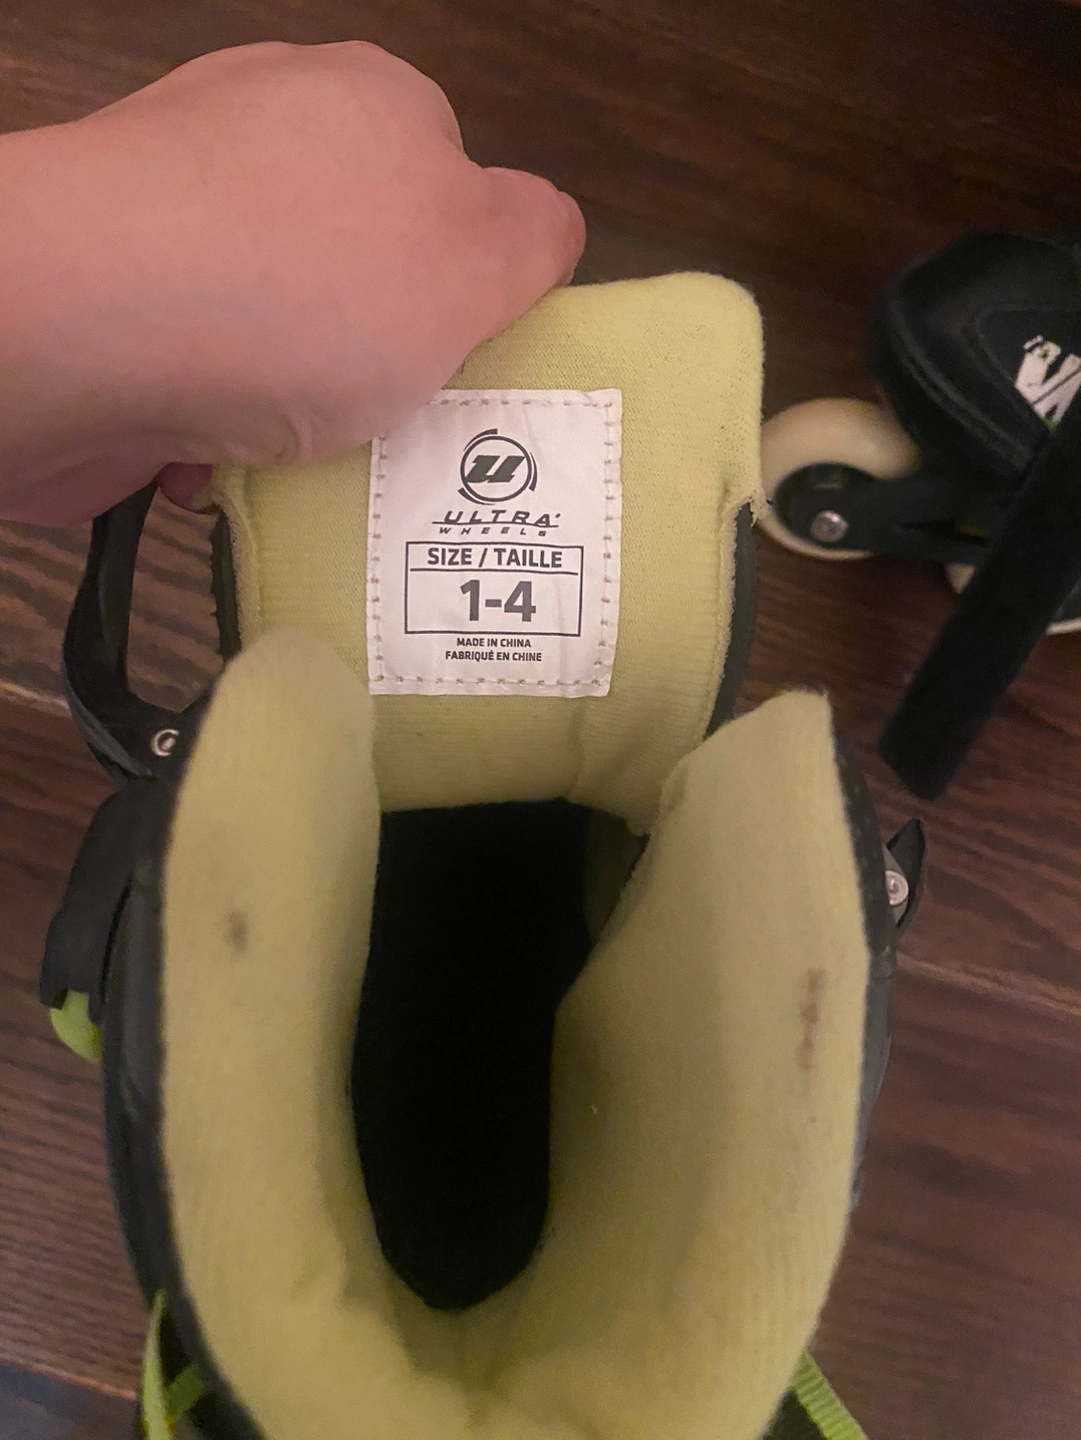 u
ULTRA
WHEELS
SIZE / TAILLE
1-4
MADE IN CHINA
FABRIQUÉ EN CHINE